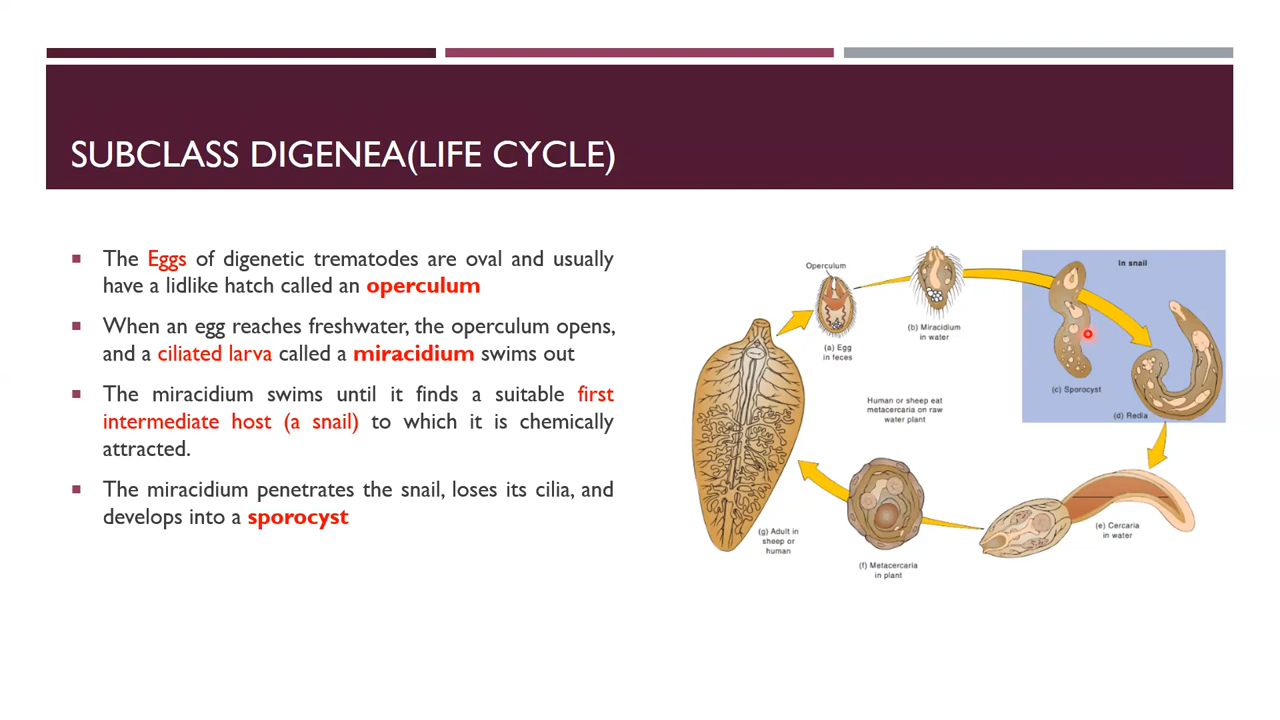 SUBCLASS DIGENEA(LIFE CYCLE)
The Eggs of digenetic trematodes are oval and usually
have a lidlike hatch called an operculum
When an egg reaches freshwater, the operculum opens,
and a ciliated larva called a miracidium swims out
The miracidium swims until it finds a suitable first
intermediate host (a snail) to which it is chemically
attracted.
The miracidium penetrates the snail, loses its cilia, and
develops into a sporocyst
Operculum
(a) Egg
in feces
(b) Miracidium
in water
In snail
(c) Sporocyst
(d) Redia
Human or sheep eat
metacercaria on raw
water plant
(e) Cercaria
in water
(f) Metacercaria
in plant
(g) Adult in
sheep or
human